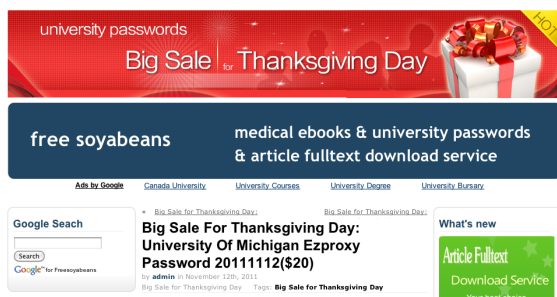 university passwords
HOT
Big Sale for Thanksgiving Day
free soyabeans
medical ebooks & university passwords
& article fulltext download service
Ads by Google
Canada University
University Courses
University Degree
University Bursary
Google Seach
Search
Google™ for Freesoyabeans
« Big Sale for Thanksgiving Day:
Big Sale for Thanksgiving Day:
Big Sale For Thanksgiving Day:
University Of Michigan Ezproxy
Password 20111112($20)
by admin in November 12th, 2011
Big Sale for Thanksgiving Day Tags: Big Sale for Thanksgiving Day
What's new
Article Fulltext
Download Service